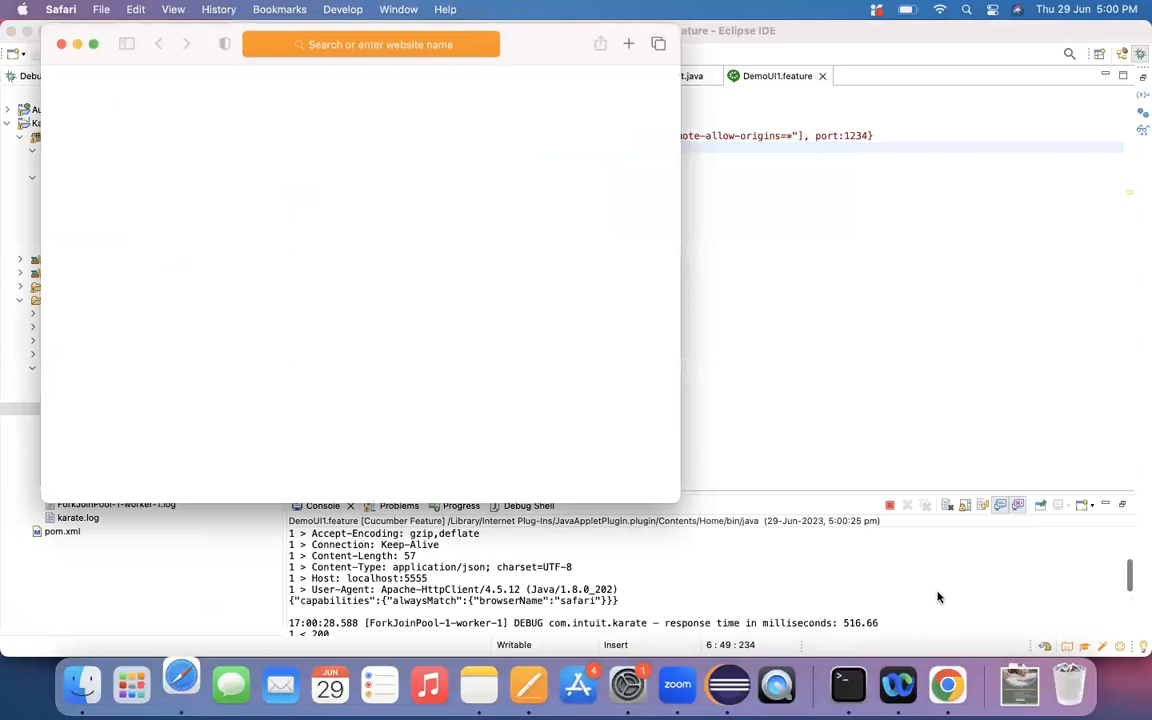 Safari File Edit View History Bookmarks Develop Window Help Thu 29 Jun 5:00 PM
Search or enter website name
ature - Eclipse IDE
Debu
t.java DemoUI1.feature
Au
Ka
ote-allow-origins=*"], port:1234}
ForkJoinPool-1-worker-1.log
karate.log
pom.xml
Console Problems Progress Debug Shell
DemoUI1.feature [Cucumber Feature] /Library/Internet Plug-Ins/JavaAppletPlugin.plugin/Contents/Home/bin/java (29-Jun-2023, 5:00:25 pm)
1 > Accept-Encoding: gzip,deflate
1 > Connection: Keep-Alive
1 > Content-Length: 57
1 > Content-Type: application/json; charset=UTF-8
1 > Host: localhost:5555
1 > User-Agent: Apache-HttpClient/4.5.12 (Java/1.8.0_202)
{"capabilities":{"alwaysMatch":{"browserName":"safari"}}}
17:00:28.588 [ForkJoinPool-1-worker-1] DEBUG com.intuit.karate - response time in milliseconds: 516.66
1 < 200
Writable Insert 6 : 49 : 234
JUN
29
4
1
zoom